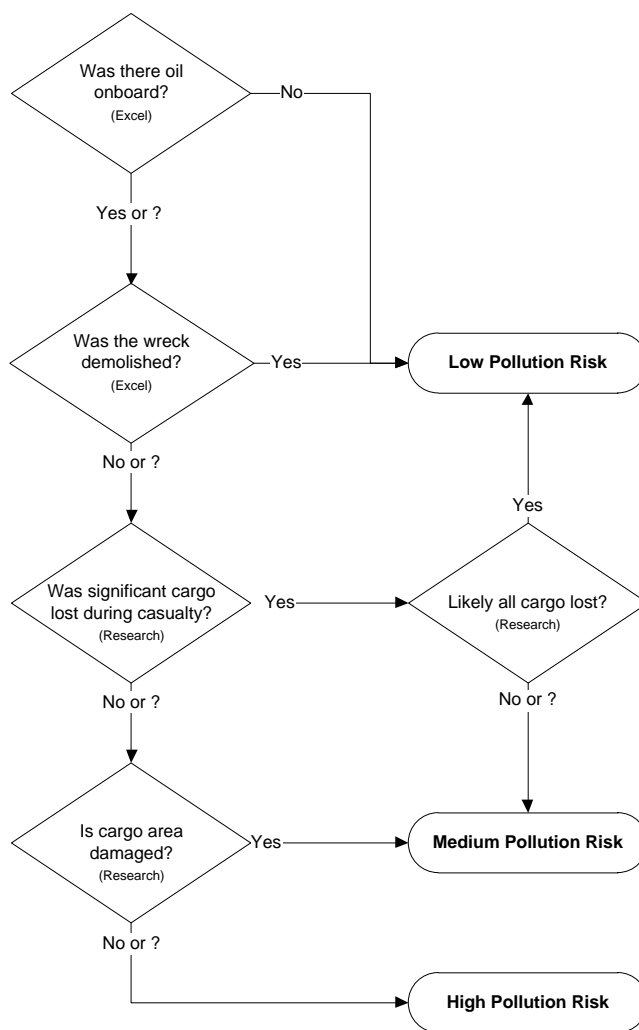 Was there oil
onboard?
(Excel)
No
Yes or ?
Was the wreck
demolished?
(Excel)
Yes
Low Pollution Risk
No or ?
Yes
Was significant cargo
lost during casualty?
(Research)
Yes
Likely all cargo lost?
(Research)
No or ?
No or ?
Is cargo area
damaged?
(Research)
Yes
Medium Pollution Risk
No or ?
High Pollution Risk